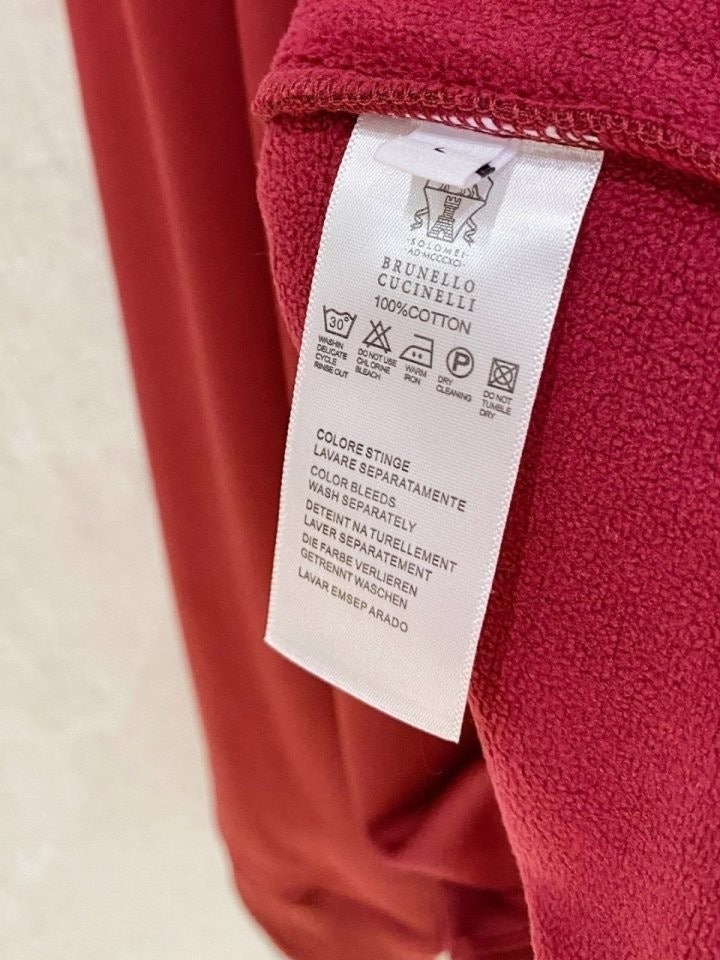 ·SOLOMEI·
·AD·MCCCXCI·
BRUNELLO
CUCINELLI
100%COTTON
30°
WASHIN
DELICATE
CYCLE
RINSE OUT
DO NOT USE
CHLORINE
BLEACH
WARM
IRON
P
DRY
CLEANING
DO NOT
TUMBLE
DRY
COLORE STINGE
LAVARE SEPARATAMENTE
COLOR BLEEDS
WASH SEPARATELY
DETEINT NA TURELLEMENT
LAVER SEPARETEMENT
DIE FARBE VERLIEREN
GETRENNT WASCHEN
LAVAR EMSEP ARADO